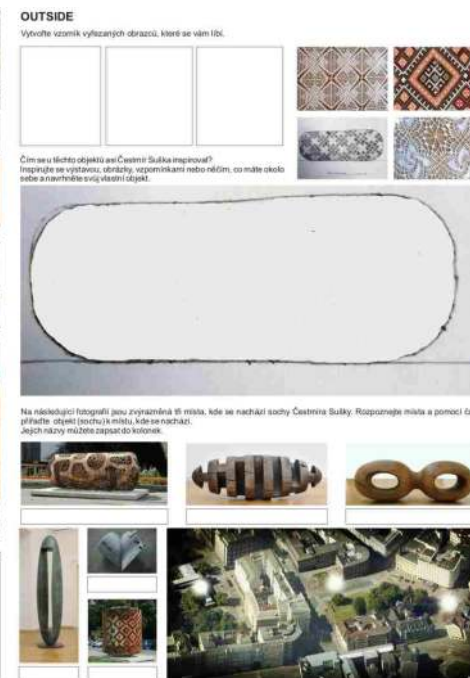 OUTSIDE
Vytvořte vzorník vyřezaných obrazců, které se vám líbí.
Čím se u těchto objektů asi Čestmír Suška inspiroval?
Inspirujte se výstavou, obrázky, vzpomínkami nebo něčím, co máte okolo
sebe a navrhněte svůj vlastní objekt.
Na následující fotografii jsou zvýrazněná tři místa, kde se nachází sochy Čestmíra Sušky. Rozpoznejte místa a pomocí
přiřaďte objekt (sochu) k místu, kde se nachází.
Jejich názvy můžete zapsat do kolonek.